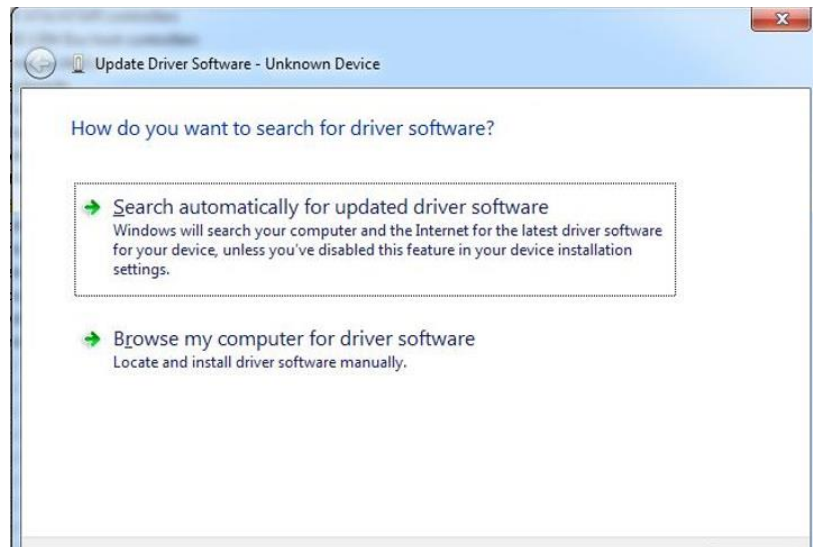 Update Driver Software - Unknown Device
How do you want to search for driver software?
Search automatically for updated driver software
Windows will search your computer and the Internet for the latest driver software
for your device, unless you've disabled this feature in your device installation
settings.
Browse my computer for driver software
Locate and install driver software manually.